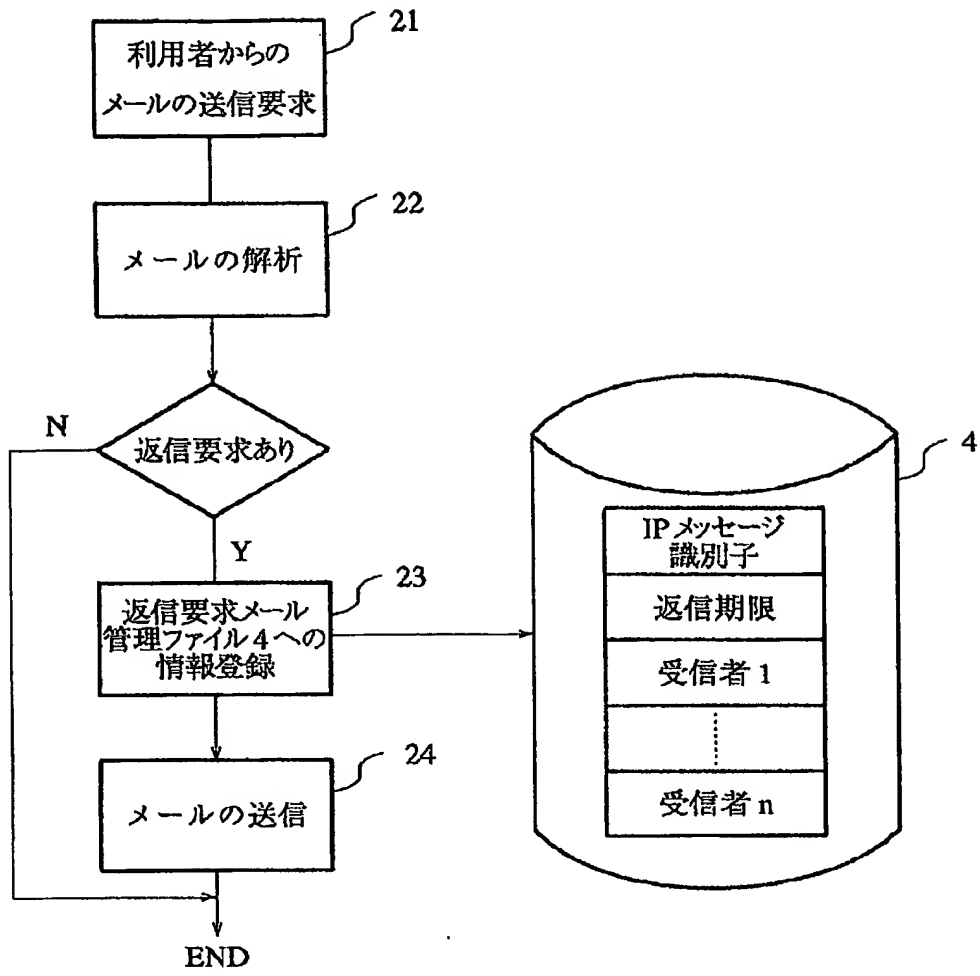 21
利用者からの
メールの送信要求
22
メールの解析
N
返信要求あり
Y
23
返信要求メール
管理ファイル4への
情報登録
24
メールの送信
END
4
IPメッセージ
識別子
返信期限
受信者1
受信者n